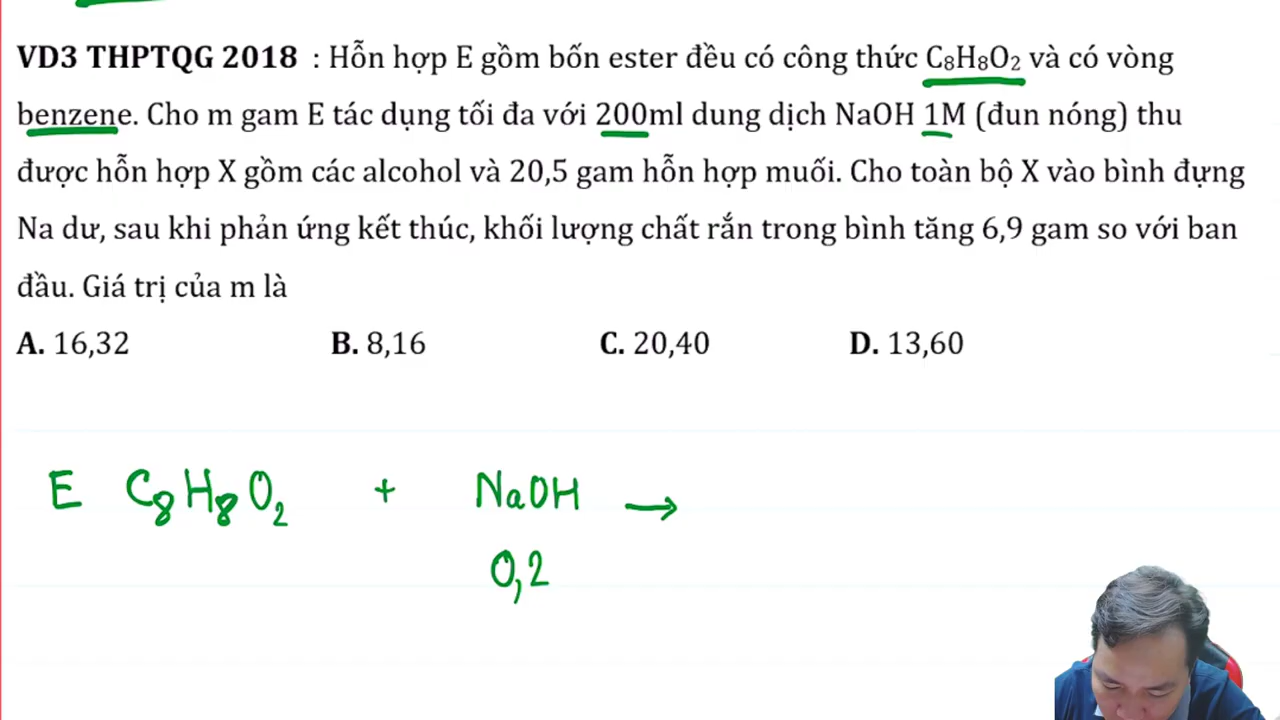 VD3 THPTQG 2018 : Hỗn hợp E gồm bốn ester đều có công thức C₈H₈O₂ và có vòng
benzene. Cho m gam E tác dụng tối đa với 200ml dung dịch NaOH 1M (đun nóng) thu
được hỗn hợp X gồm các alcohol và 20,5 gam hỗn hợp muối. Cho toàn bộ X vào bình đựng
Na dư, sau khi phản ứng kết thúc, khối lượng chất rắn trong bình tăng 6,9 gam so với ban
đầu. Giá trị của m là
A. 16,32 B. 8,16 C. 20,40 D. 13,60
E C₈H₈O₂ + NaOH →
0,2